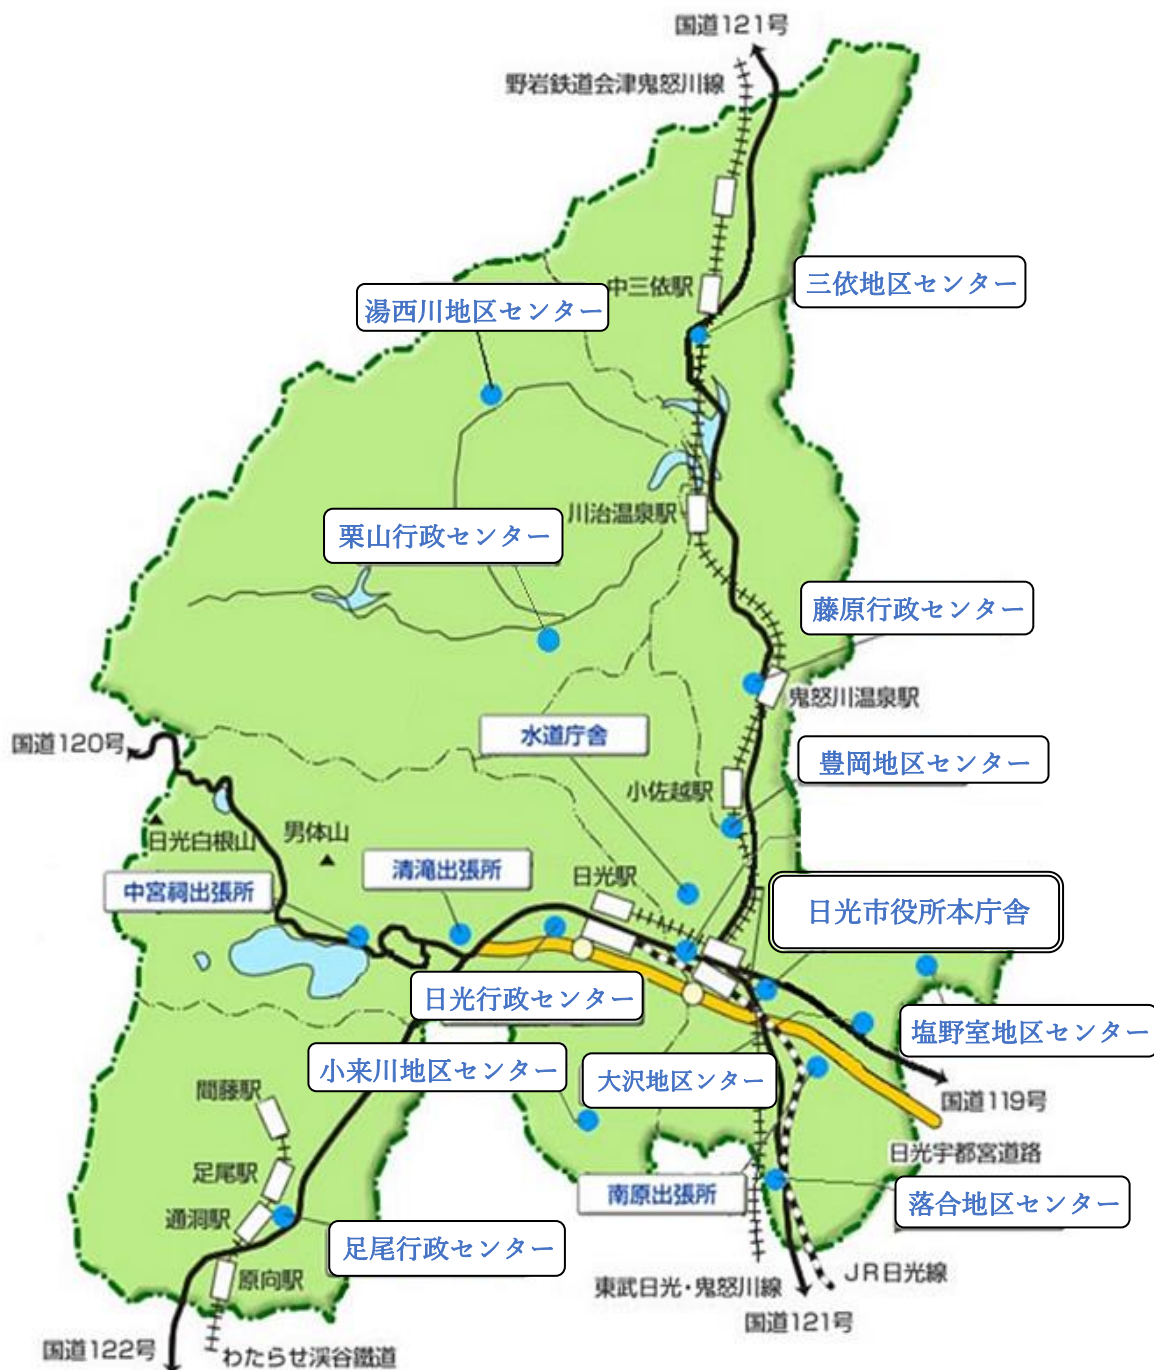 国道121号
野岩鉄道会津鬼怒川線
中三依駅
三依地区センター
湯西川地区センター
川治温泉駅
栗山行政センター
藤原行政センター
鬼怒川温泉駅
水道庁舎
国道120号
豊岡地区センター
小佐越駅
日光白根山
男体山
清滝出張所
日光駅
中宮祠出張所
日光市役所本庁舎
日光行政センター
塩野室地区センター
小来川地区センター
大沢地区ンター
間藤駅
国道119号
日光宇都宮道路
足尾駅
南原出張所
落合地区センター
通洞駅
足尾行政センター
原向駅
JR日光線
東武日光・鬼怒川線
国道121号
国道122号
わたらせ渓谷鐵道